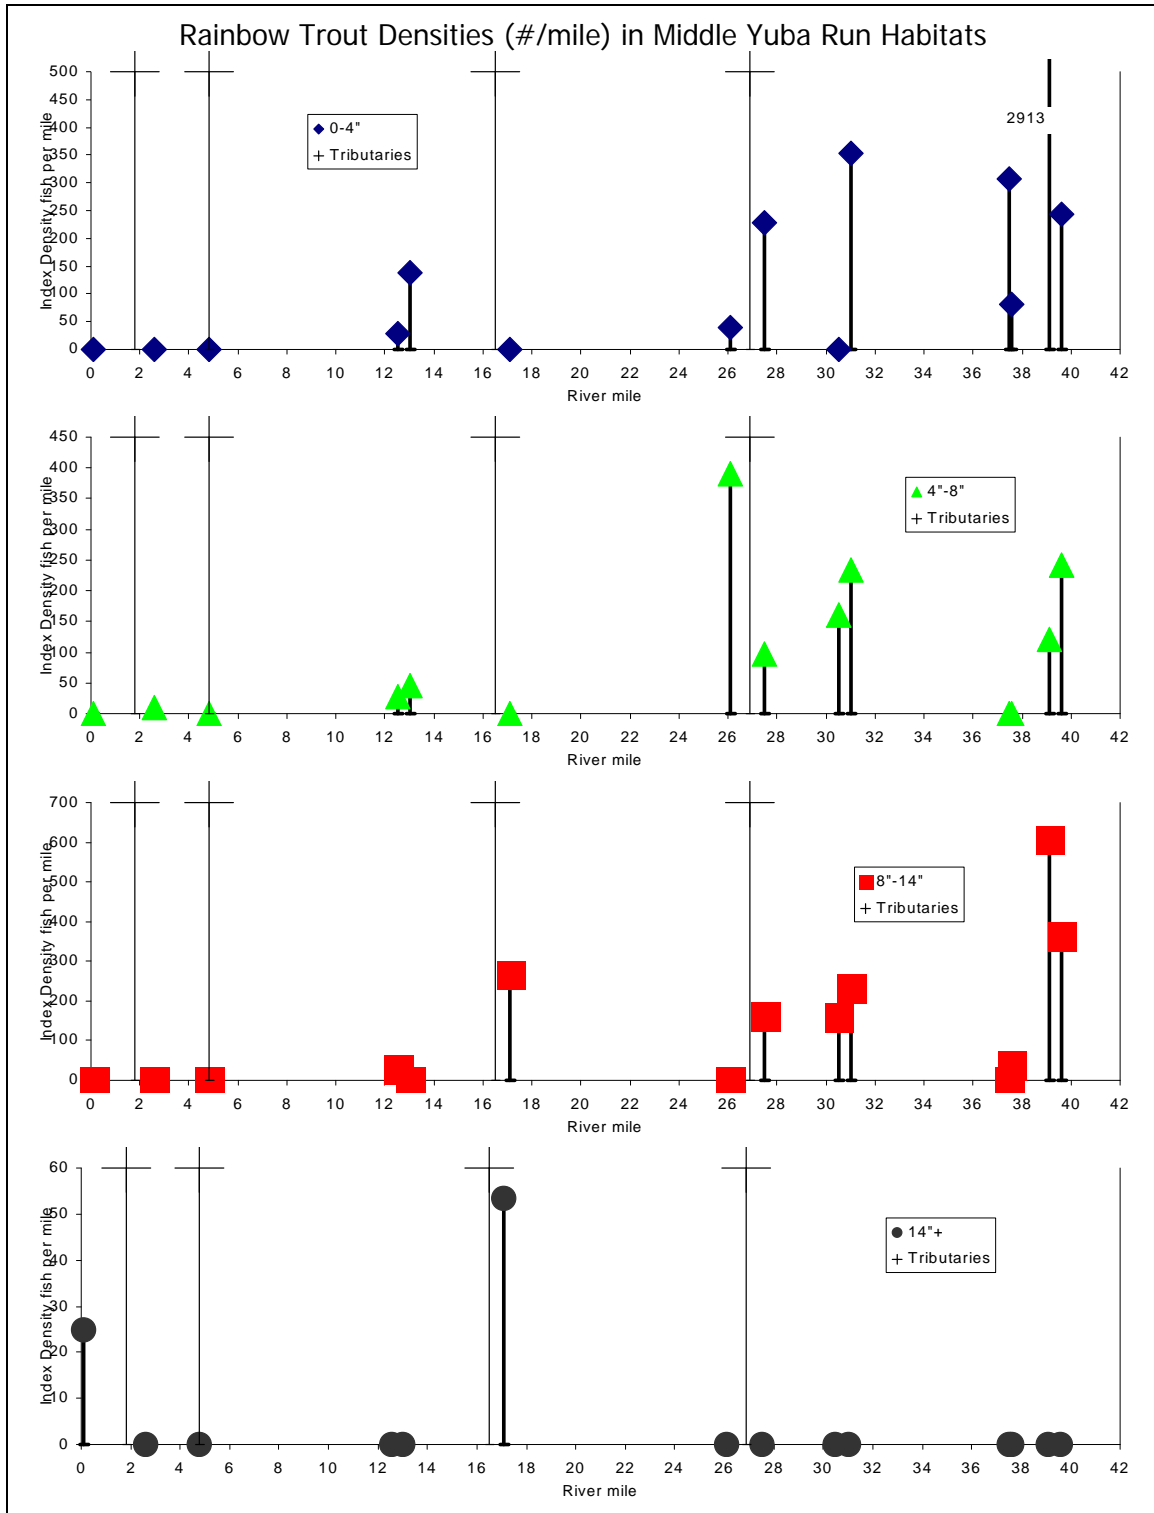 Rainbow Trout Densities (#/mile) in Middle Yuba Run Habitats
500
450
400
350
300
250
200
150
100
50
0
Index Density fish per mile
2913
0-4"
Tributaries
0 2 4 6 8 10 12 14 16 18 20 22 24 26 28 30 32 34 36 38 40 42
River mile
450
400
350
300
250
200
150
100
50
0
Index Density fish per mile
4"-8"
Tributaries
0 2 4 6 8 10 12 14 16 18 20 22 24 26 28 30 32 34 36 38 40 42
River mile
700
600
500
400
300
200
100
0
Index Density fish per mile
8"-14"
Tributaries
0 2 4 6 8 10 12 14 16 18 20 22 24 26 28 30 32 34 36 38 40 42
River mile
60
50
40
30
20
10
0
Index Density fish per mile
14"+
Tributaries
0 2 4 6 8 10 12 14 16 18 20 22 24 26 28 30 32 34 36 38 40 42
River mile